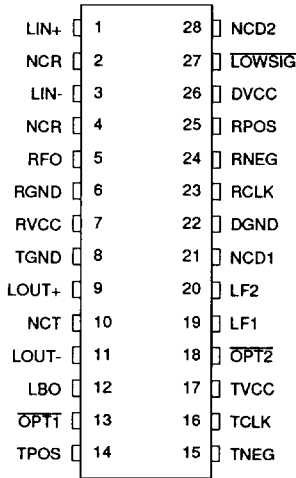 LIN+ 1 28 NCD2
NCR 2 27 LOWSIG
LIN- 3 26 DVCC
NCR 4 25 RPOS
RFO 5 24 RNEG
RGND 6 23 RCLK
RVCC 7 22 DGND
TGND 8 21 NCD1
LOUT+ 9 20 LF2
NCT 10 19 LF1
LOUT- 11 18 OPT2
LBO 12 17 TVCC
OPT1 13 16 TCLK
TPOS 14 15 TNEG